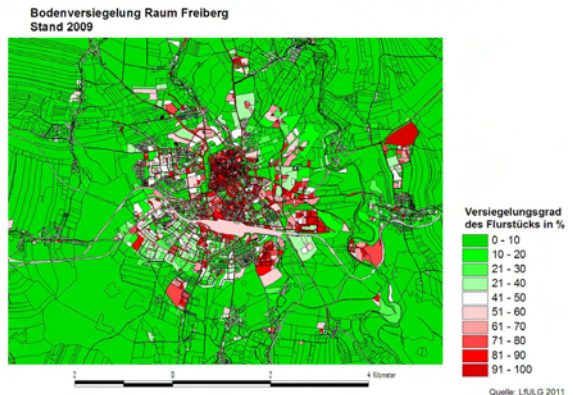 Bodenversiegelung Raum Freiberg
Stand 2009
Versiegelungsgrad
des Flurstücks in %
0 - 10
10 - 20
21 - 30
21 - 40
41 - 50
51 - 60
61 - 70
71 - 80
81 - 90
91 - 100
2 0 2 4 Kilometer
Quelle: LfULG 2011